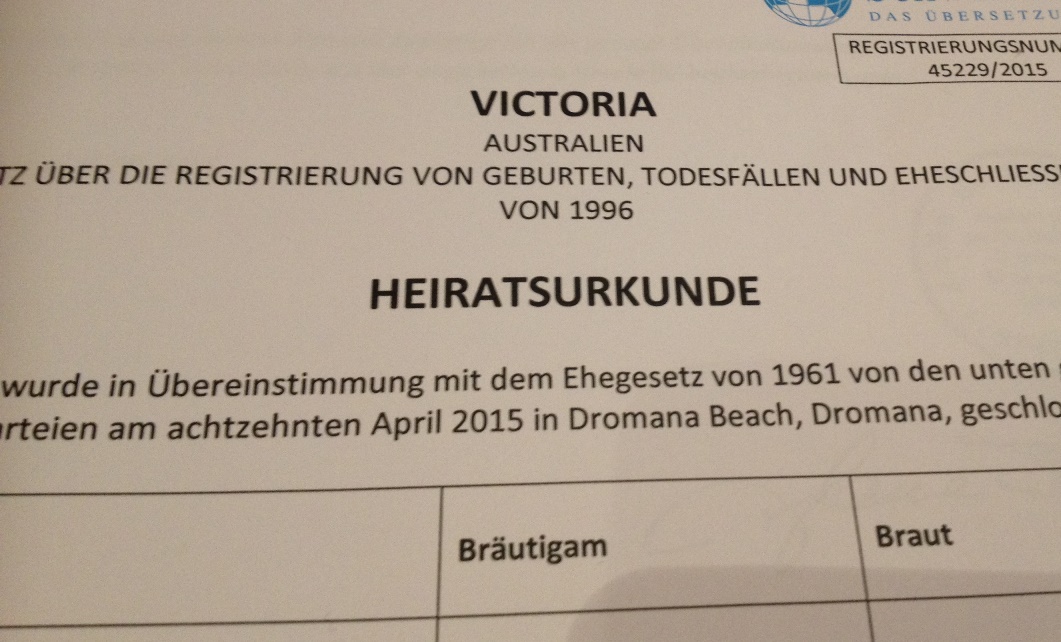 DAS ÜBERSETZU
REGISTRIERUNGSNUM
45229/2015
VICTORIA
AUSTRALIEN
TZ ÜBER DIE REGISTRIERUNG VON GEBURTEN, TODESFÄLLEN UND EHESCHLIESS
VON 1996
HEIRATSURKUNDE
wurde in Übereinstimmung mit dem Ehegesetz von 1961 von den unten
arteien am achtzehnten April 2015 in Dromana Beach, Dromana, geschlo
Bräutigam
Braut